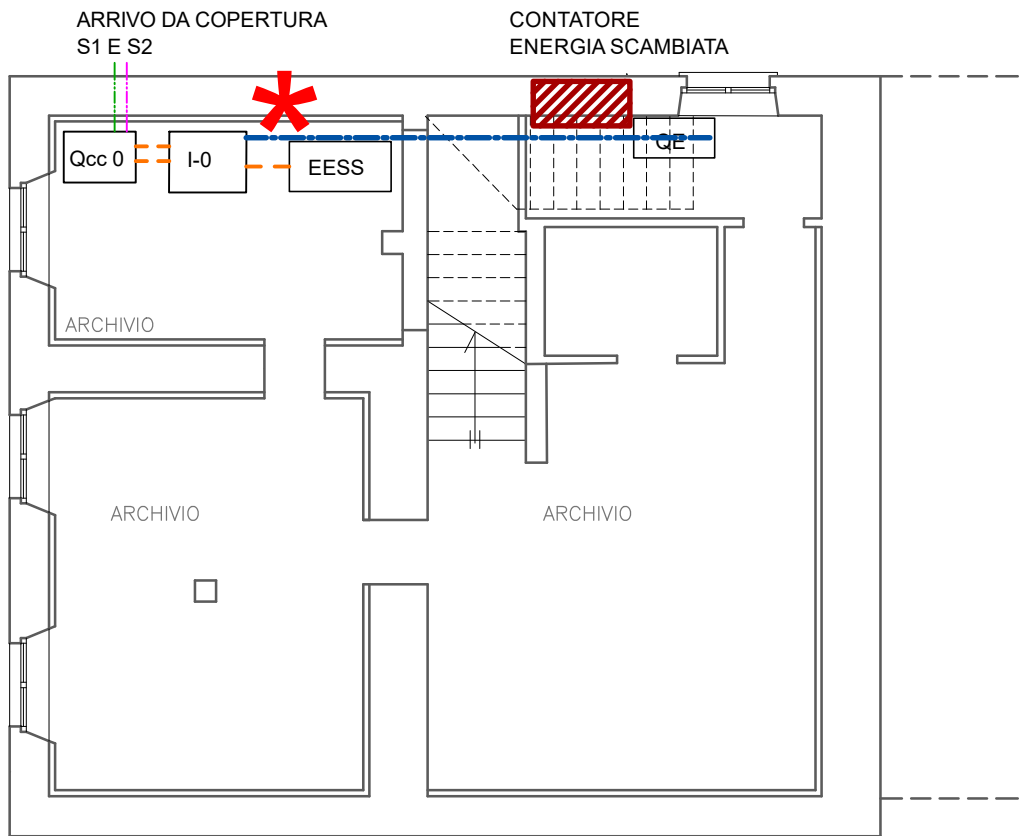 ARRIVO DA COPERTURA
S1 E S2
CONTATORE
ENERGIA SCAMBIATA
Qcc 0
I-0
EESS
QE
ARCHIVIO
ARCHIVIO
ARCHIVIO